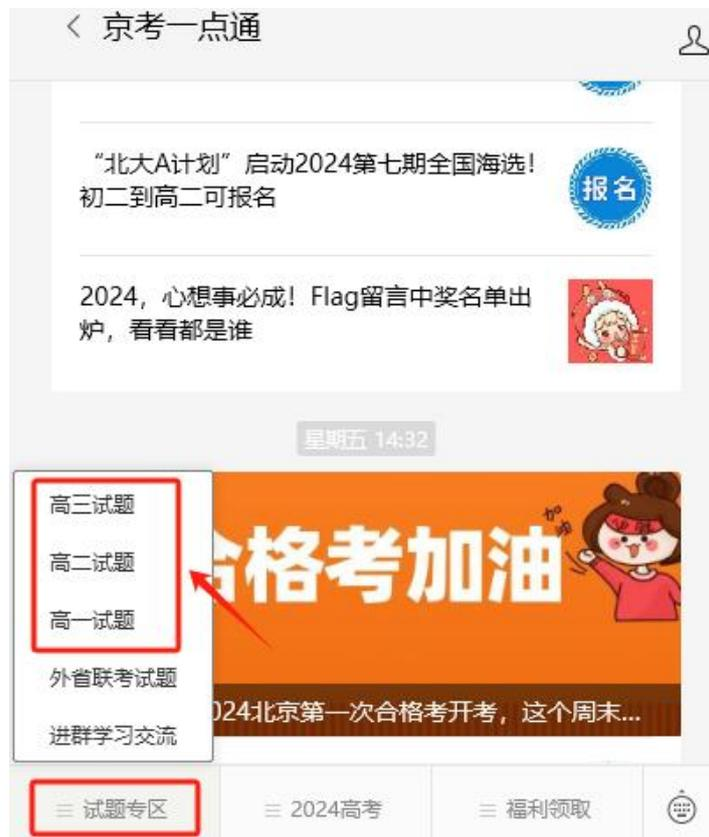 京考一点通
“北大A计划”启动2024第七期全国海选！
初二到高二可报名
报名
2024，心想事必成！Flag留言中奖名单出
炉，看看都是谁
星期五 14:32
高三试题
高二试题
高一试题
外省联考试题
进群学习交流
合格考加油
加油
024北京第一次合格考开考，这个周末...
试题专区
2024高考
福利领取